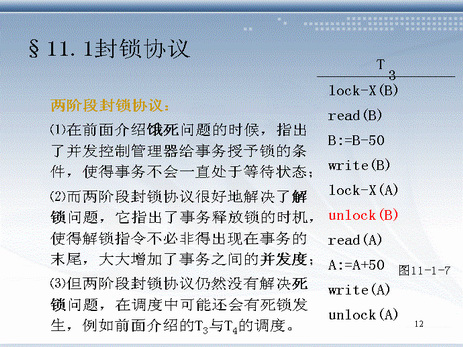 §11.1封锁协议
两阶段封锁协议：
⑴在前面介绍饿死问题的时候，指出
了并发控制管理器给事务授予锁的条
件，使得事务不会一直处于等待状态；
⑵而两阶段封锁协议很好地解决了解
锁问题，它指出了事务释放锁的时机，
使得解锁指令不必非得出现在事务的
末尾，大大增加了事务之间的并发度；
⑶但两阶段封锁协议仍然没有解决死
锁问题，在调度中可能还会有死锁发
生，例如前面介绍的T3与T4的调度。
T3
lock-X(B)
read(B)
B:=B-50
write(B)
lock-X(A)
unlock(B)
read(A)
A:=A+50
write(A)
unlock(A)
图11-1-7
12